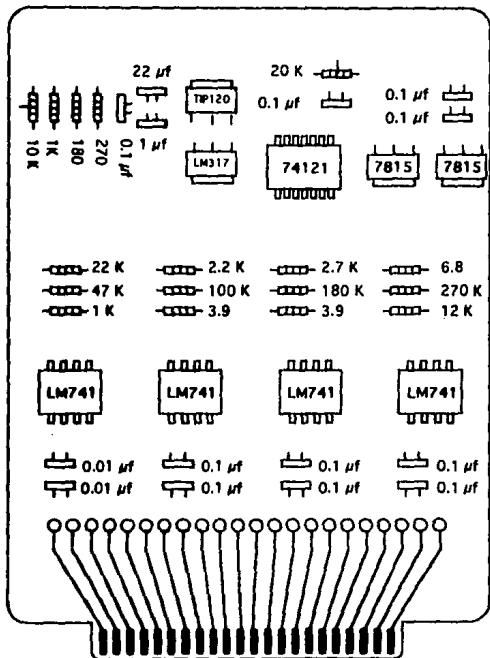 22 µf
20 K
TIP120
0.1 µf
0.1 µf
0.1 µf
10K
1K
180
270
0.1 µf
1 µf
LM317
74121
7815
7815
22 K
2.2 K
2.7 K
6.8
47 K
100 K
180 K
270 K
1 K
3.9
3.9
12 K
LM741
LM741
LM741
LM741
0.01 µf
0.1 µf
0.1 µf
0.1 µf
0.01 µf
0.1 µf
0.1 µf
0.1 µf